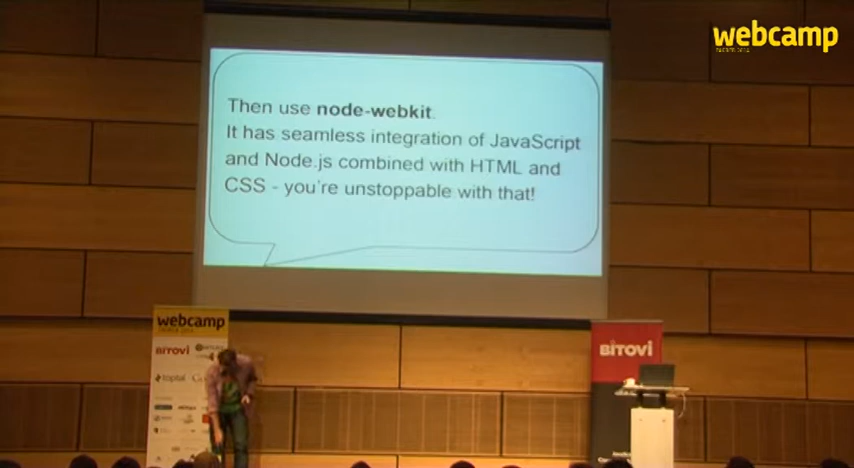 webcamp
Then use node-webkit.
It has seamless integration of JavaScript
and Node.js combined with HTML and
CSS - you're unstoppable with that!
webcamp
BITOVI
toptal
BITOVI